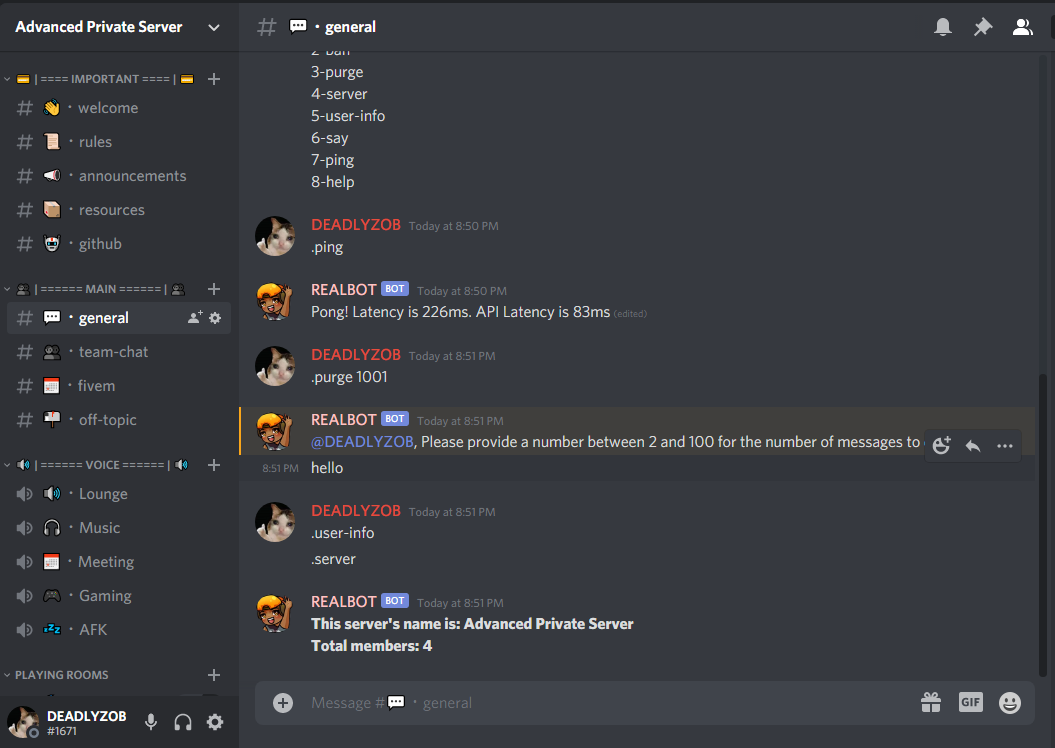 Advanced Private Server
| ==== IMPORTANT ==== |
welcome
rules
announcements
resources
github
| ====== MAIN ====== |
general
team-chat
fivem
off-topic
| ====== VOICE ====== |
Lounge
Music
Meeting
Gaming
AFK
PLAYING ROOMS
DEADLYZOB
#1671
# 💬 · general
2-ban
3-purge
4-server
5-user-info
6-say
7-ping
8-help
DEADLYZOB Today at 8:50 PM
.ping
REALBOT BOT Today at 8:50 PM
Pong! Latency is 226ms. API Latency is 83ms (edited)
DEADLYZOB Today at 8:51 PM
.purge 1001
REALBOT BOT Today at 8:51 PM
@DEADLYZOB, Please provide a number between 2 and 100 for the number of messages to
8:51 PM hello
DEADLYZOB Today at 8:51 PM
.user-info
.server
REALBOT BOT Today at 8:51 PM
This server's name is: Advanced Private Server
Total members: 4
Message #💬 · general
GIF